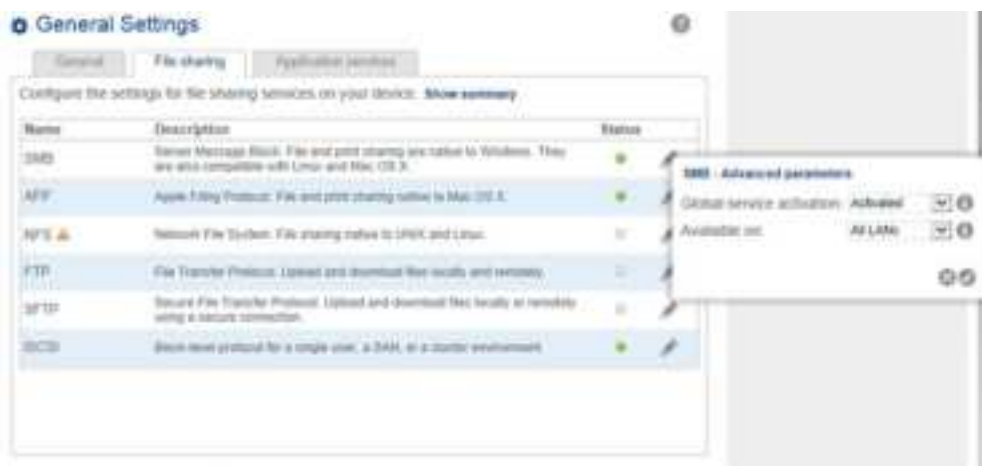 General Settings
General
File sharing
Application services
Configure the settings for file sharing services on your device. Show summary
Name
Description
Status
SMB
Server Message Block. File and print sharing are native to Windows. They
are also compatible with Linux and Mac OS X.
AFP
Apple Filing Protocol. File and print sharing native to Mac OS X.
NFS
Network File System. File sharing native to UNIX and Linux.
FTP
File Transfer Protocol. Upload and download files locally and remotely.
SFTP
Secure File Transfer Protocol. Upload and download files locally or remotely
using a secure connection.
iSCSI
Block-level protocol for a single user, a SAN, or a cluster environment.
SMB - Advanced parameters
Global service activation: Activated
Available on: All LANs